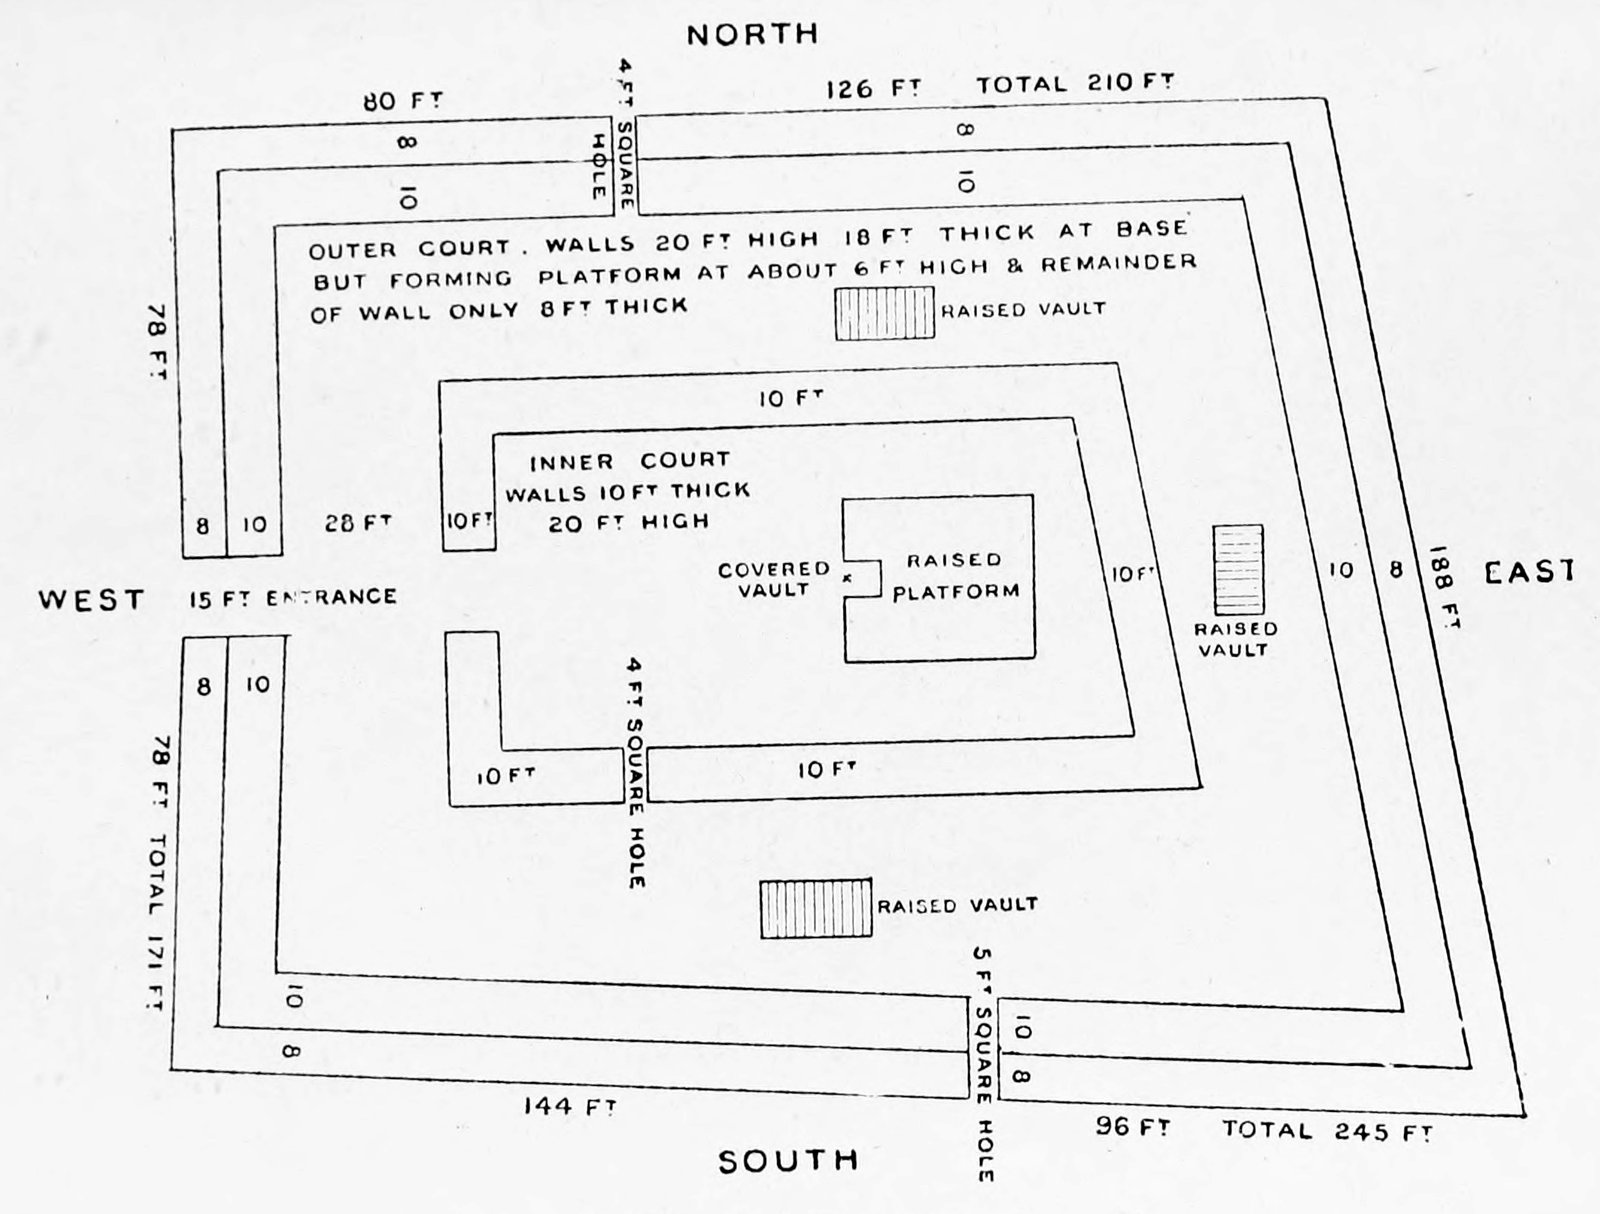 NORTH
80 FT
4 FT SQUARE
HOLE
126 FT TOTAL 210 FT
8
8
10
10
OUTER COURT. WALLS 20 FT HIGH 18 FT THICK AT BASE
BUT FORMING PLATFORM AT ABOUT 6 FT HIGH & REMAINDER
OF WALL ONLY 8 FT THICK
RAISED VAULT
78 FT
10 FT
INNER COURT
WALLS 10 FT THICK
20 FT HIGH
8
10
28 FT
10 FT
COVERED
VAULT
x
RAISED
PLATFORM
10 FT
RAISED
VAULT
10
8
188 FT
EAST
WEST
15 FT ENTRANCE
8
10
4 FT SQUARE HOLE
10 FT
10 FT
78 FT TOTAL 171 FT
RAISED VAULT
5 FT SQUARE HOLE
10
8
10
8
144 FT
96 FT TOTAL 245 FT
SOUTH